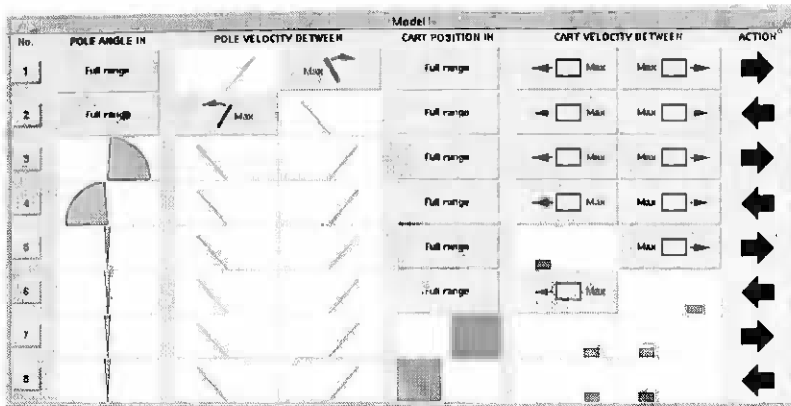 Model I
No. POLE ANGLE IN POLE VELOCITY BETWEEN CART POSITION IN CART VELOCITY BETWEEN ACTION
1 Full range Max Full range Max Max
2 Full range Max Full range Max Max
3 Full range Max Max
4 Full range Max Max
5 Full range Max
6 Full range Max
7
8